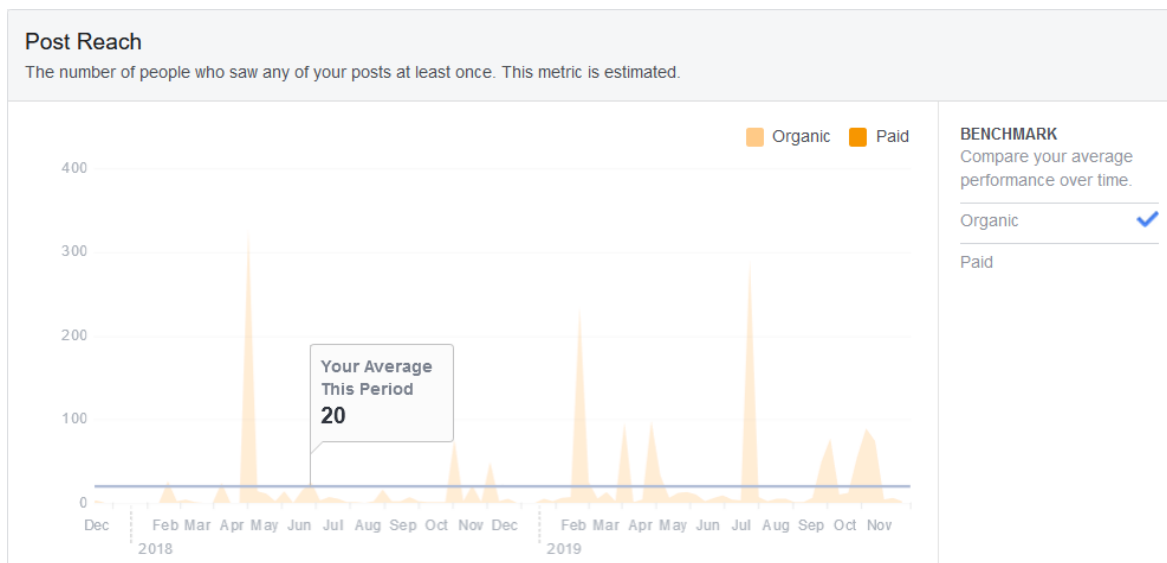 Post Reach
The number of people who saw any of your posts at least once. This metric is estimated.
Organic Paid
BENCHMARK
Compare your average
performance over time.
Organic
Paid
400
300
200
100
0
Your Average
This Period
20
Dec Feb Mar Apr May Jun Jul Aug Sep Oct Nov Dec Feb Mar Apr May Jun Jul Aug Sep Oct Nov
2018 2019